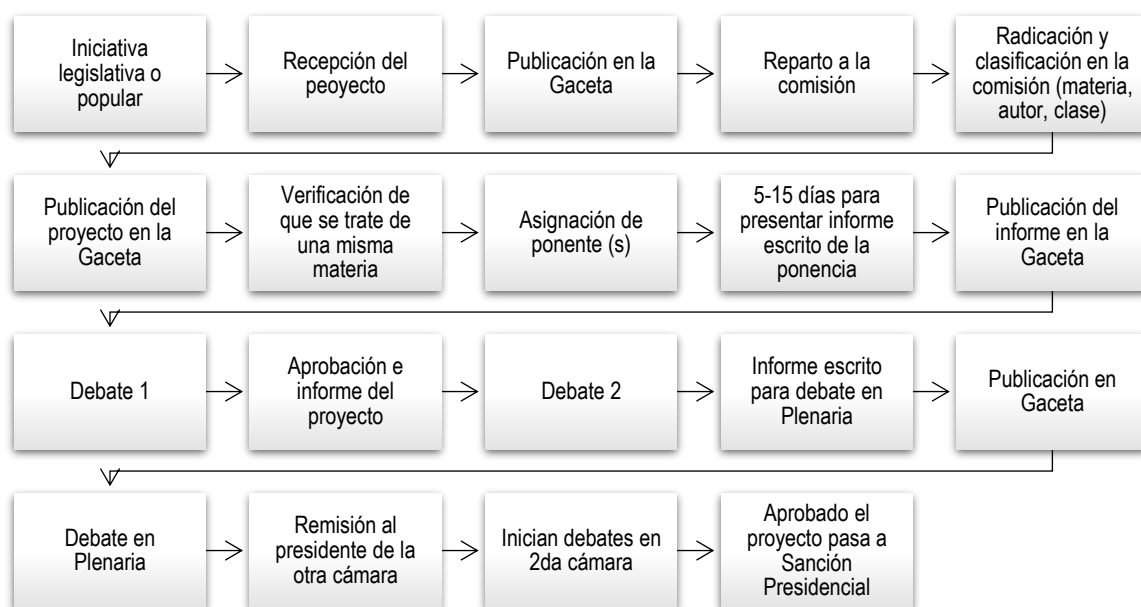 Iniciativa
legislativa o
popular
Recepción del
peoyecto
Publicación en la
Gaceta
Reparto a la
comisión
Radicación y
clasificación en la
comisión (materia,
autor, clase)
Publicación del
proyecto en la
Gaceta
Verificación de
que se trate de
una misma
materia
Asignación de
ponente (s)
5-15 días para
presentar informe
escrito de la
ponencia
Publicación del
informe en la
Gaceta
Debate 1
Aprobación e
informe del
proyecto
Debate 2
Informe escrito
para debate en
Plenaria
Publicación en
Gaceta
Debate en
Plenaria
Remisión al
presidente de la
otra cámara
Inician debates en
2da cámara
Aprobado el
proyecto pasa a
Sanción
Presidencial